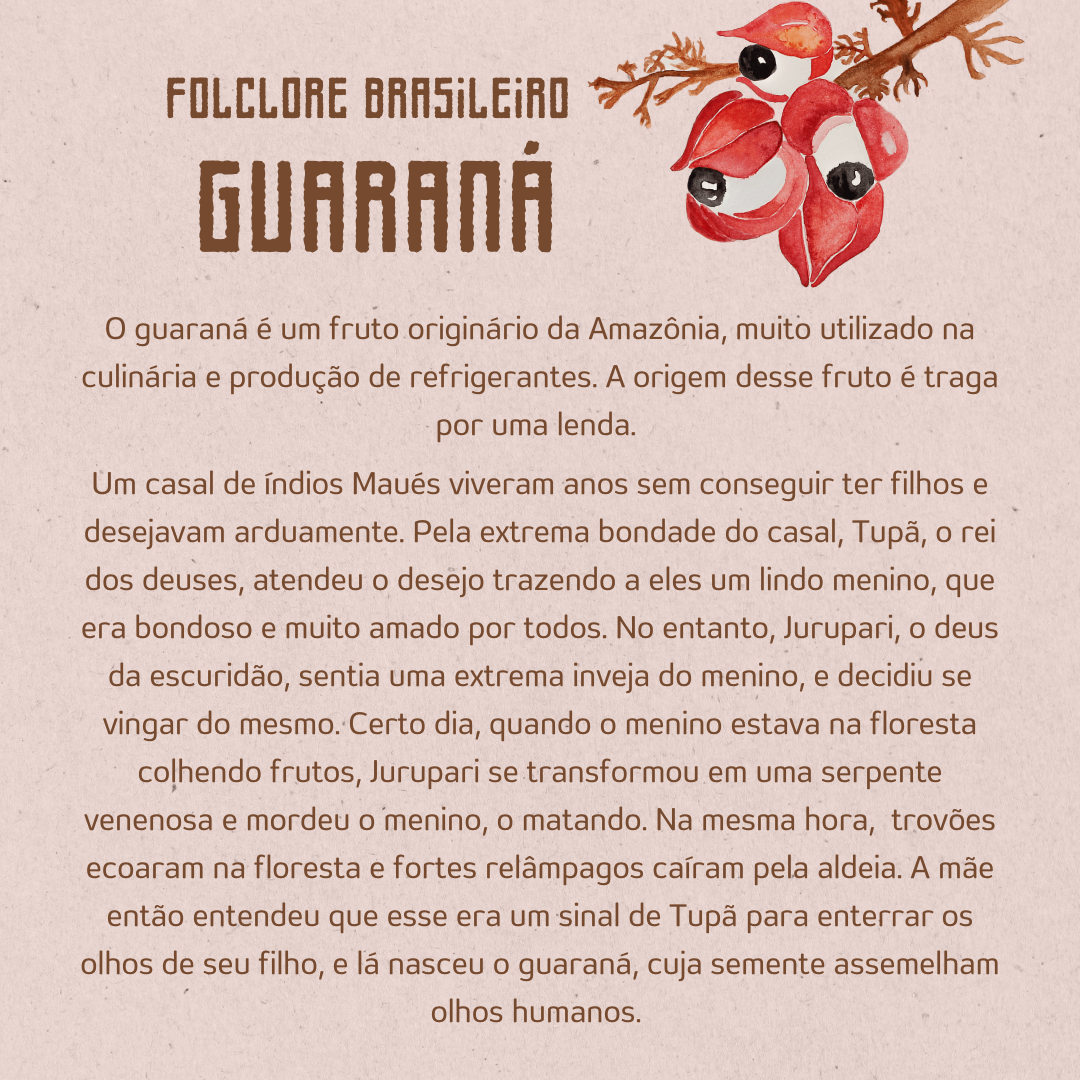 FOLCLORE BRASiLEiRO
GUARANÁ
O guaraná é um fruto originário da Amazônia, muito utilizado na
culinária e produção de refrigerantes. A origem desse fruto é traga
por uma lenda.
Um casal de índios Maués viveram anos sem conseguir ter filhos e
desejavam arduamente. Pela extrema bondade do casal, Tupã, o rei
dos deuses, atendeu o desejo trazendo a eles um lindo menino, que
era bondoso e muito amado por todos. No entanto, Jurupari, o deus
da escuridão, sentia uma extrema inveja do menino, e decidiu se
vingar do mesmo. Certo dia, quando o menino estava na floresta
colhendo frutos, Jurupari se transformou em uma serpente
venenosa e mordeu o menino, o matando. Na mesma hora,  trovões
ecoaram na floresta e fortes relâmpagos caíram pela aldeia. A mãe
então entendeu que esse era um sinal de Tupã para enterrar os
olhos de seu filho, e lá nasceu o guaraná, cuja semente assemelham
olhos humanos.